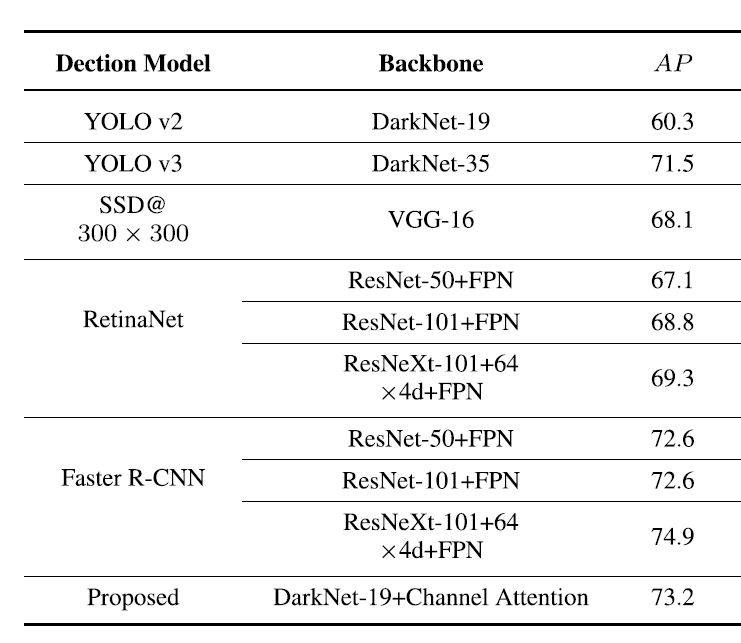 Dection Model Backbone AP
YOLO v2 DarkNet-19 60.3
YOLO v3 DarkNet-35 71.5
SSD@
300 × 300 VGG-16 68.1
RetinaNet
ResNet-50+FPN 67.1
ResNet-101+FPN 68.8
ResNeXt-101+64
×4d+FPN 69.3
Faster R-CNN
ResNet-50+FPN 72.6
ResNet-101+FPN 72.6
ResNeXt-101+64
×4d+FPN 74.9
Proposed DarkNet-19+Channel Attention 73.2